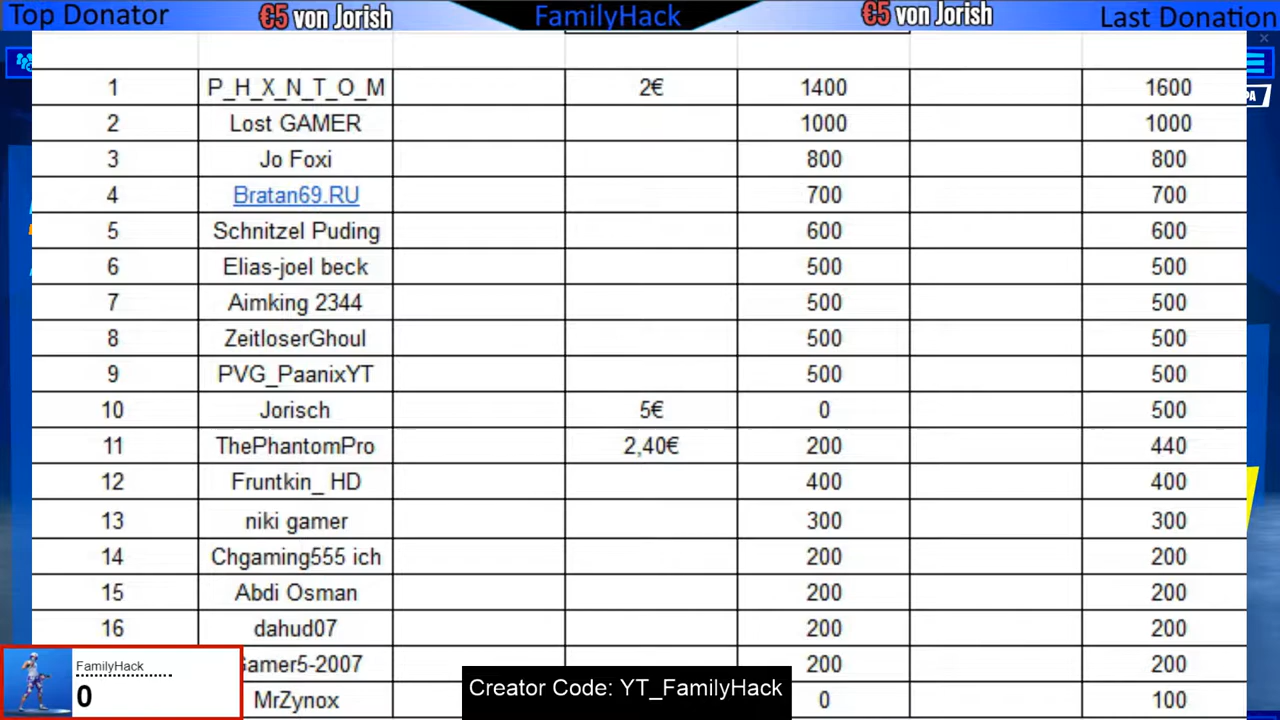 Top Donator €5 von Jorish FamilyHack €5 von Jorish Last Donation
1 P_H_X_N_T_O_M 2€ 1400 1600
2 Lost GAMER 1000 1000
3 Jo Foxi 800 800
4 Bratan69.RU 700 700
5 Schnitzel Puding 600 600
6 Elias-joel beck 500 500
7 Aimking 2344 500 500
8 ZeitloserGhoul 500 500
9 PVG_PaanixYT 500 500
10 Jorisch 5€ 0 500
11 ThePhantomPro 2,40€ 200 440
12 Fruntkin_ HD 400 400
13 niki gamer 300 300
14 Chgaming555 ich 200 200
15 Abdi Osman 200 200
16 dahud07 200 200
Gamer5-2007 200 200
MrZynox 0 100
FamilyHack
0
Creator Code: YT_FamilyHack